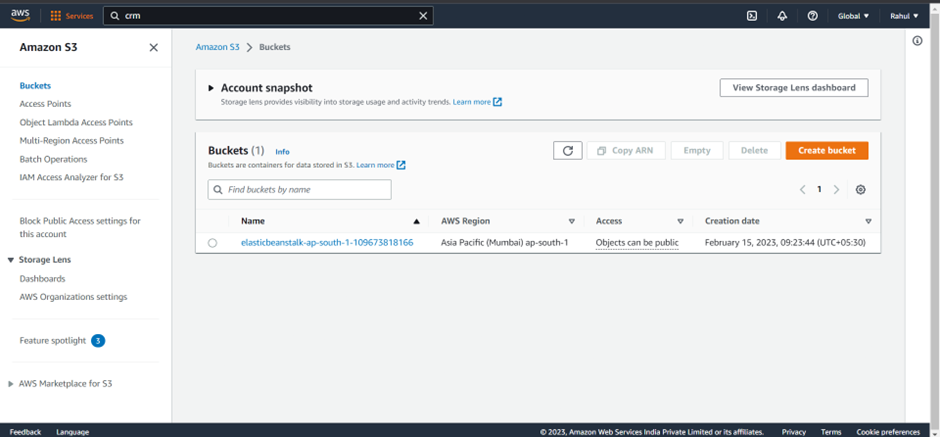 aws Services crm Global Rahul
Amazon S3
Buckets
Access Points
Object Lambda Access Points
Multi-Region Access Points
Batch Operations
IAM Access Analyzer for S3
Block Public Access settings for
this account
Storage Lens
Dashboards
AWS Organizations settings
Feature spotlight 3
AWS Marketplace for S3
Amazon S3 > Buckets
Account snapshot
Storage lens provides visibility into storage usage and activity trends. Learn more
View Storage Lens dashboard
Buckets (1) Info
Buckets are containers for data stored in S3. Learn more
Copy ARN Empty Delete Create bucket
Find buckets by name
1
Name AWS Region Access Creation date
elasticbeanstalk-ap-south-1-109673818166 Asia Pacific (Mumbai) ap-south-1 Objects can be public February 15, 2023, 09:23:44 (UTC+05:30)
Feedback Language © 2023, Amazon Web Services India Private Limited or its affiliates. Privacy Terms Cookie preferences